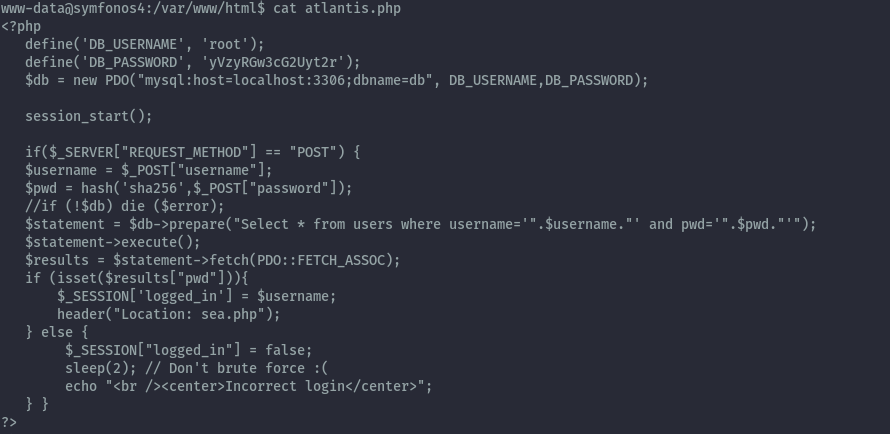 www-data@symfonos4:/var/www/html$ cat atlantis.php
<?php
   define('DB_USERNAME', 'root');
   define('DB_PASSWORD', 'yVzyRGw3cG2Uyt2r');
   $db = new PDO("mysql:host=localhost:3306;dbname=db", DB_USERNAME,DB_PASSWORD);

   session_start();

   if($_SERVER["REQUEST_METHOD"] == "POST") {
   $username = $_POST["username"];
   $pwd = hash('sha256',$_POST["password"]);
   //if (!$db) die ($error);
   $statement = $db->prepare("Select * from users where username='".$username."' and pwd='".$pwd."'");
   $statement->execute();
   $results = $statement->fetch(PDO::FETCH_ASSOC);
   if (isset($results["pwd"])){
       $_SESSION['logged_in'] = $username;
       header("Location: sea.php");
   } else {
        $_SESSION["logged_in"] = false;
        sleep(2); // Don't brute force :(
        echo "<br /><center>Incorrect login</center>";
   } }
?>